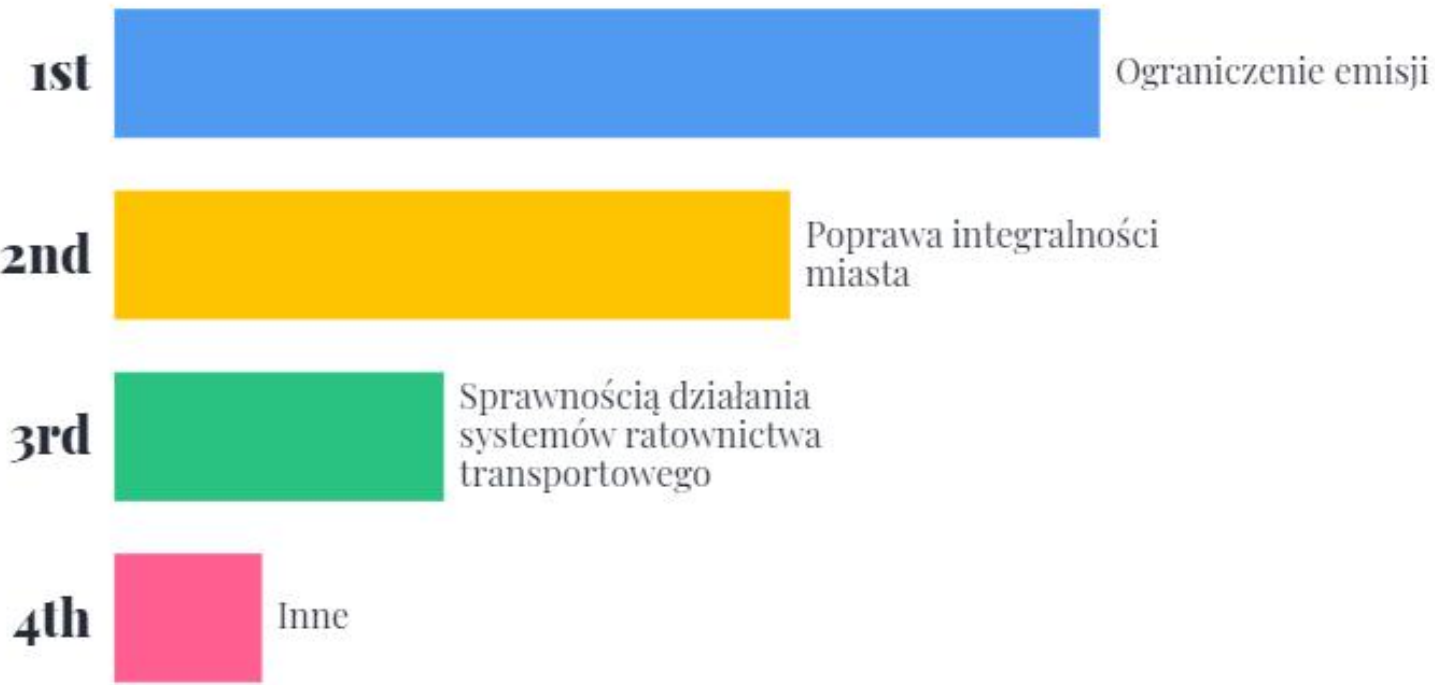 1st
Ograniczenie emisji
2nd
Poprawa integralności
miasta
3rd
Sprawnością działania
systemów ratownictwa
transportowego
4th
Inne